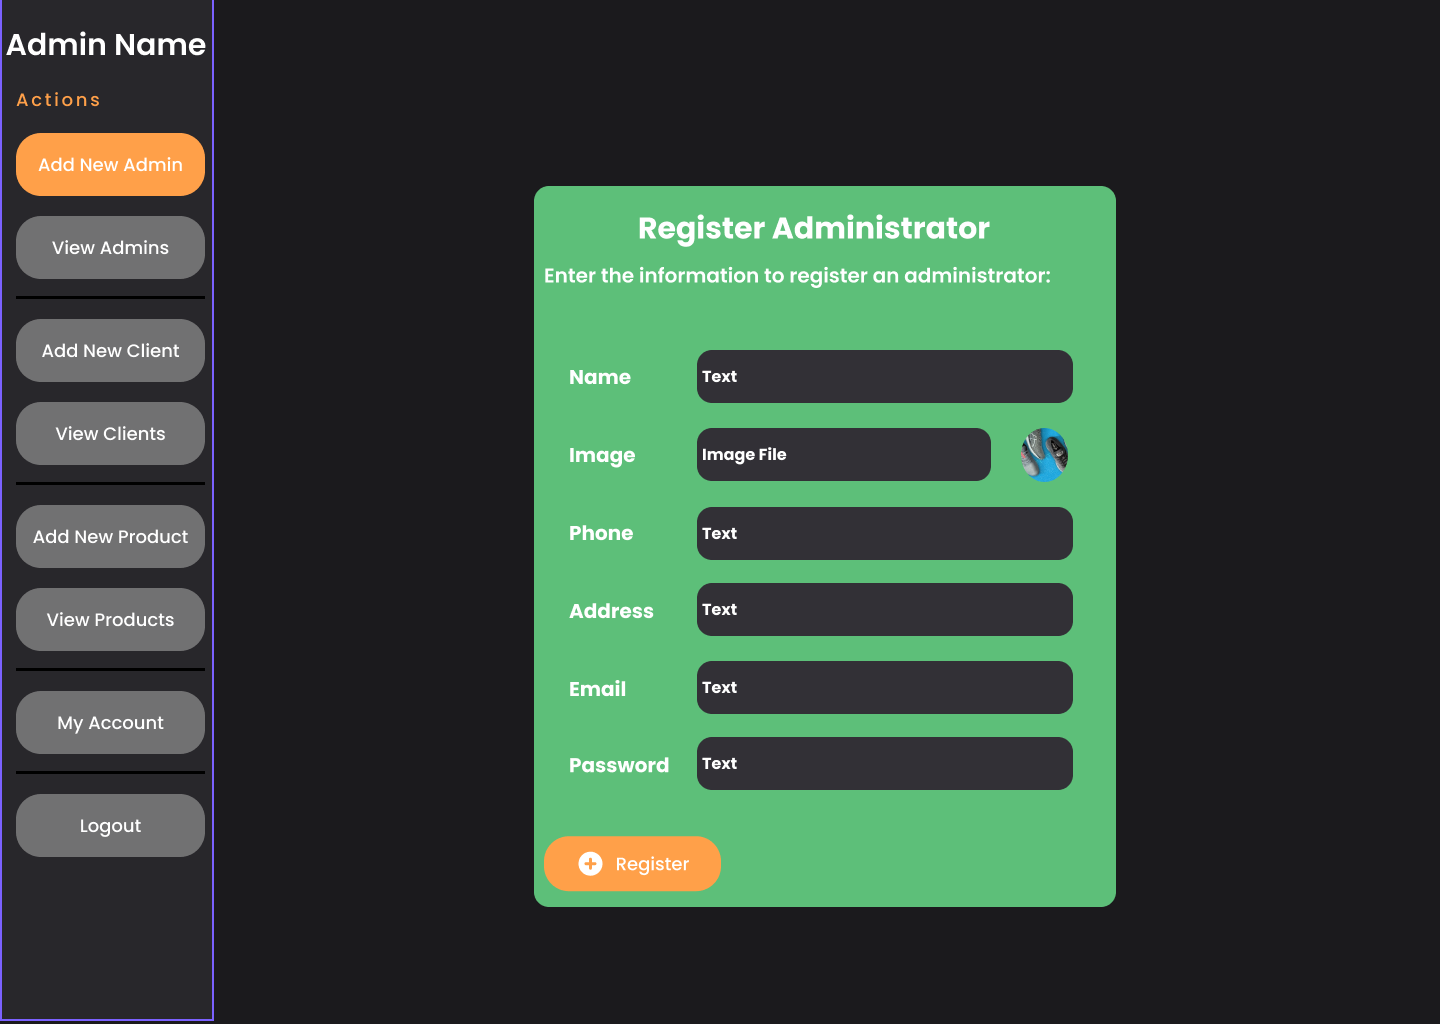 Admin Name
Actions
Add New Admin
View Admins
Add New Client
View Clients
Add New Product
View Products
My Account
Logout
Register Administrator
Enter the information to register an administrator:
Name
Text
Image
Image File
Phone
Text
Address
Text
Email
Text
Password
Text
Register